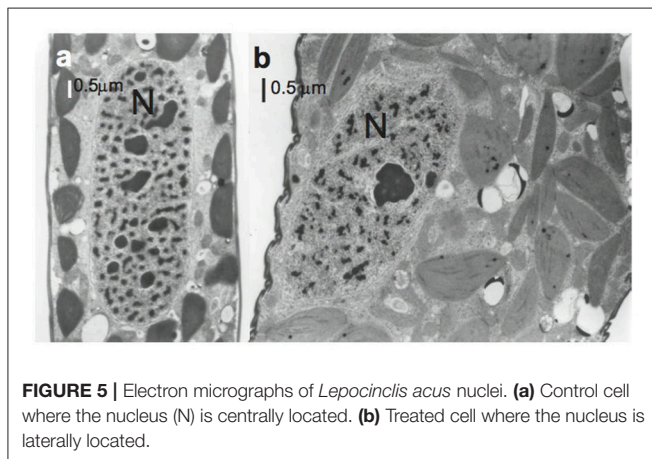 a
0.5μm
N
b
0.5μm
N
FIGURE 5 | Electron micrographs of Lepocinclis acus nuclei. (a) Control cell
where the nucleus (N) is centrally located. (b) Treated cell where the nucleus is
laterally located.